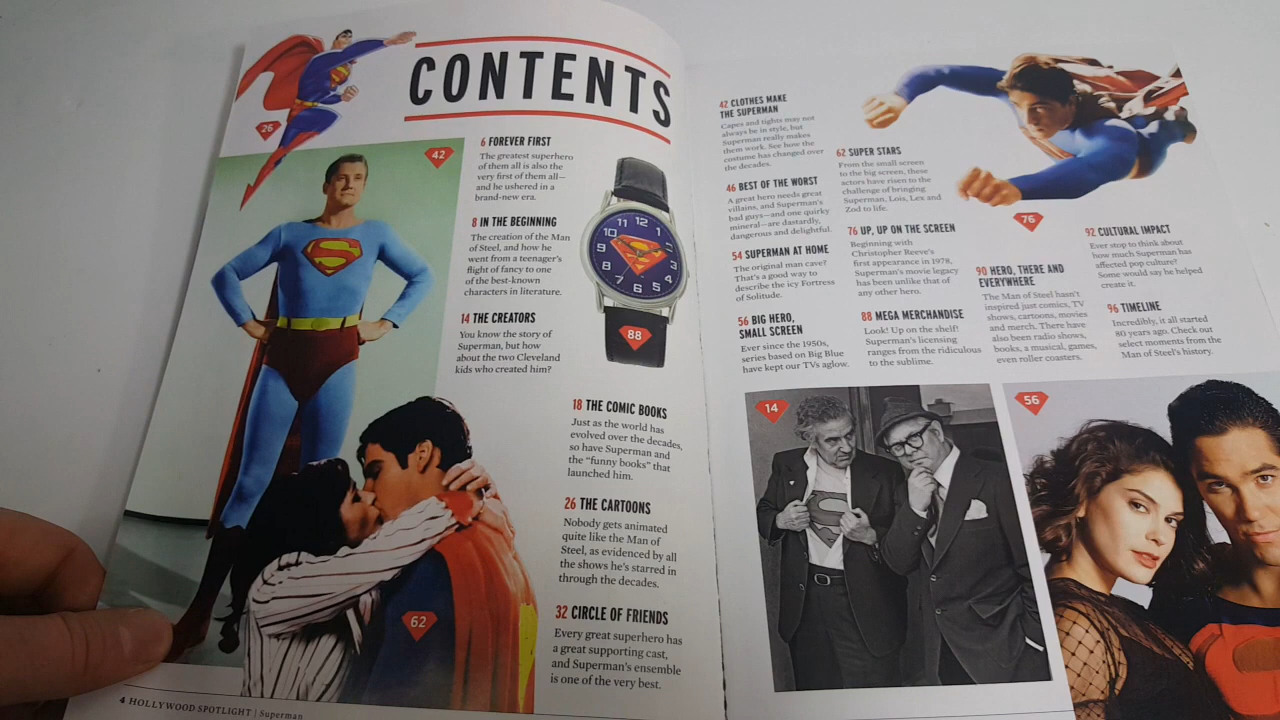 CONTENTS
26
42
6 FOREVER FIRST
The greatest superhero
of them all is also the
very first of them all—
and he ushered in a
brand-new era.
8 IN THE BEGINNING
The creation of the Man
of Steel, and how he
went from a teenager's
flight of fancy to one
of the best-known
characters in literature.
14 THE CREATORS
You know the story of
Superman, but how
about the two Cleveland
kids who created him?
12
1
2
3
4
5
6
7
8
9
10
11
88
18 THE COMIC BOOKS
Just as the world has
evolved over the decades,
so have Superman and
the "funny books" that
launched him.
26 THE CARTOONS
Nobody gets animated
quite like the Man of
Steel, as evidenced by all
the shows he's starred in
through the decades.
32 CIRCLE OF FRIENDS
Every great superhero has
a great supporting cast,
and Superman's ensemble
is one of the very best.
62
4 HOLLYWOOD SPOTLIGHT | Superman
42 CLOTHES MAKE
THE SUPERMAN
Capes and tights may not
always be in style, but
Superman really makes
them work. See how the
costume has changed over
the decades.
46 BEST OF THE WORST
A great hero needs great
villains, and Superman's
bad guys—and one quirky
mineral—are dastardly,
dangerous and delightful.
54 SUPERMAN AT HOME
The original man cave?
That's a good way to
describe the icy Fortress
of Solitude.
56 BIG HERO,
SMALL SCREEN
Ever since the 1950s,
series based on Big Blue
have kept our TVs aglow.
62 SUPER STARS
From the small screen
to the big screen, these
actors have risen to the
challenge of bringing
Superman, Lois, Lex and
Zod to life.
76 UP, UP ON THE SCREEN
Beginning with
Christopher Reeve's
first appearance in 1978,
Superman's movie legacy
has been unlike that of
any other hero.
88 MEGA MERCHANDISE
Look! Up on the shelf!
Superman's licensing
ranges from the ridiculous
to the sublime.
76
90 HERO, THERE AND
EVERYWHERE
The Man of Steel hasn't
inspired just comics, TV
shows, cartoons, movies
and merch. There have
also been radio shows,
books, a musical, games,
even roller coasters.
92 CULTURAL IMPACT
Ever stop to think about
how much Superman has
affected pop culture?
Some would say he helped
create it.
96 TIMELINE
Incredibly, it all started
80 years ago. Check out
select moments from the
Man of Steel's history.
14
56